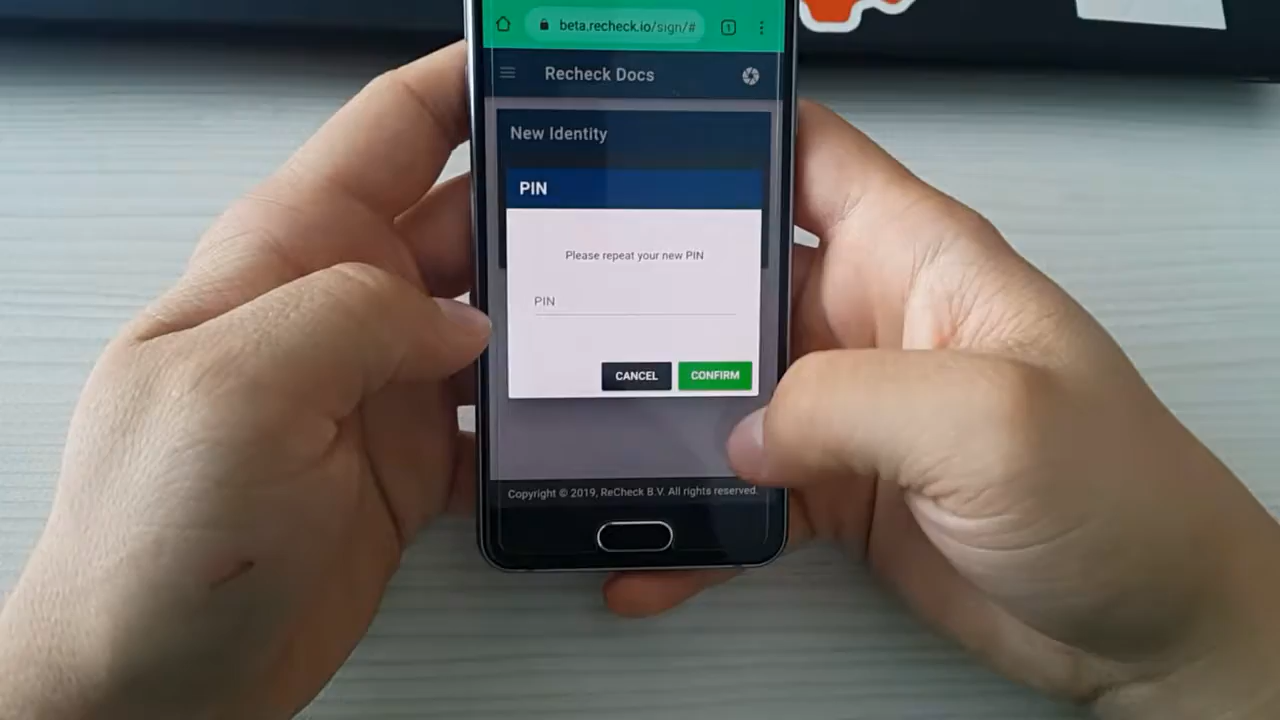 beta.recheck.io/sign/#
1
Recheck Docs
New Identity
PIN
Please repeat your new PIN
PIN
CANCEL
CONFIRM
Copyright © 2019, ReCheck B.V. All rights reserved.